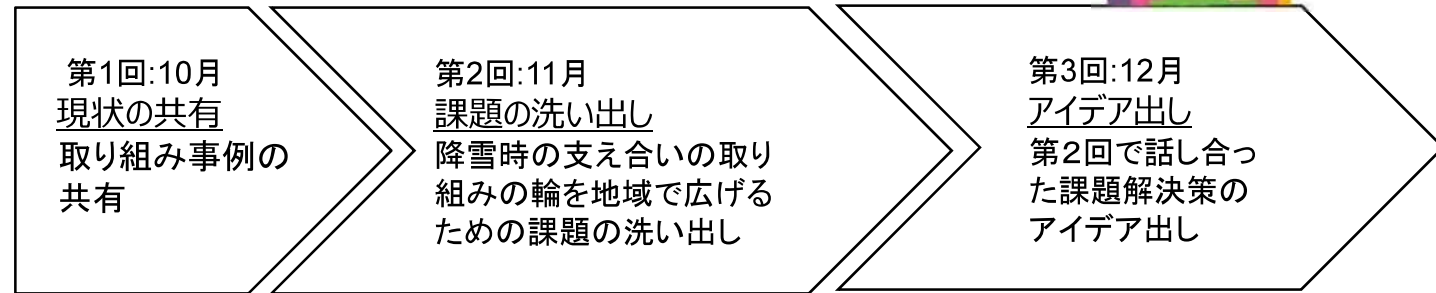 第1回:10月
現状の共有
取り組み事例の
共有
第2回:11月
課題の洗い出し
降雪時の支え合いの取り
組みの輪を地域で広げる
ための課題の洗い出し
第3回:12月
アイデア出し
第２回で話し合っ
た課題解決策の
アイデア出し